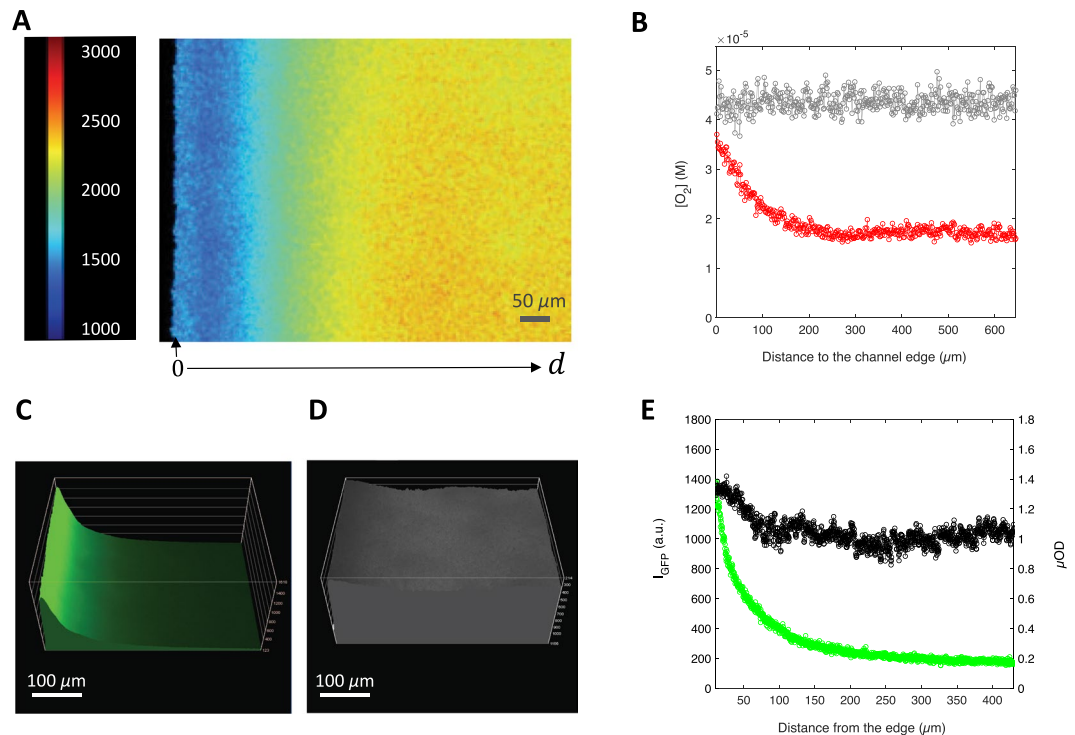 A
3000
2500
2000
1500
1000
50 μm
0
d
B
×10⁻⁵
5
4
3
2
1
0
[O₂] (M)
0 100 200 300 400 500 600
Distance to the channel edge (μm)
C
100 μm
D
100 μm
E
1800
1600
1400
1200
1000
800
600
400
200
0
I_GFP (a.u.)
1.8
1.6
1.4
1.2
1
0.8
0.6
0.4
0.2
0
μOD
50 100 150 200 250 300 350 400
Distance from the edge (μm)